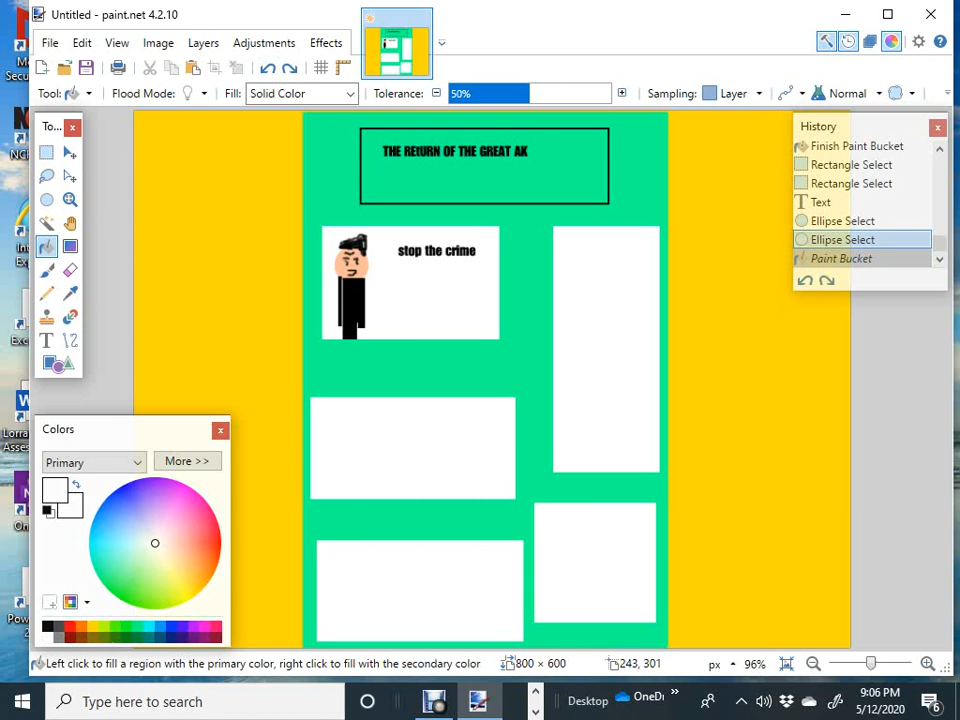 Untitled - paint.net 4.2.10
File Edit View Image Layers Adjustments Effects
Tool: Flood Mode: Fill: Solid Color Tolerance: 50% Sampling: Layer Normal
To...
History
Finish Paint Bucket
Rectangle Select
Rectangle Select
Text
Ellipse Select
Ellipse Select
Paint Bucket
THE REtURN OF THE GREAT AK
stop the crime
Colors
Primary
More >>
Left click to fill a region with the primary color, right click to fill with the secondary color
800 × 600
243, 301
px
96%
Type here to search
Desktop
OneDr
9:06 PM
5/12/2020
6